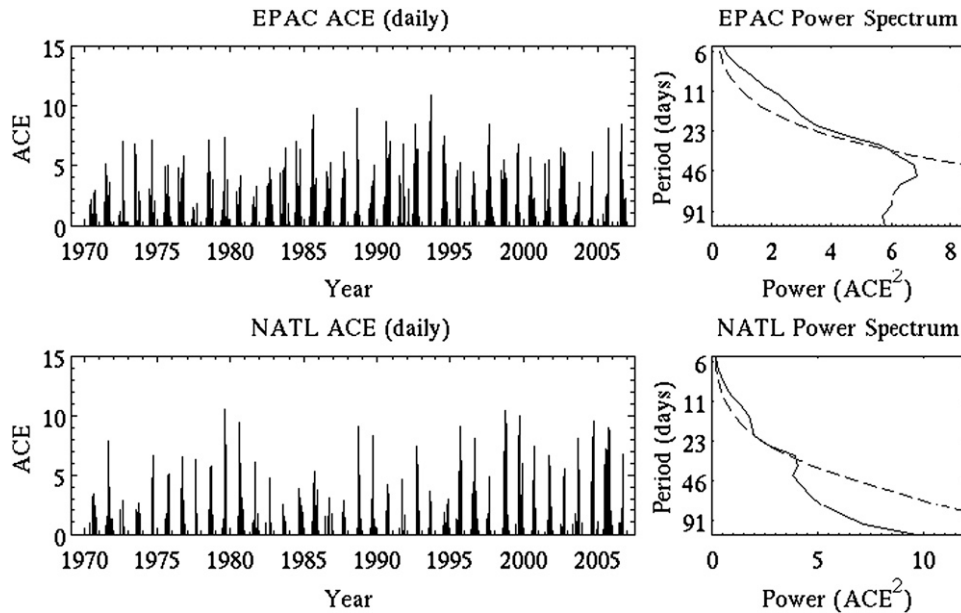 EPAC ACE (daily)
15
10
5
0
ACE
1970 1975 1980 1985 1990 1995 2000 2005
Year
EPAC Power Spectrum
6
11
23
46
91
Period (days)
0 2 4 6 8
Power (ACE²)
NATL ACE (daily)
15
10
5
0
ACE
1970 1975 1980 1985 1990 1995 2000 2005
Year
NATL Power Spectrum
6
11
23
46
91
Period (days)
0 5 10
Power (ACE²)